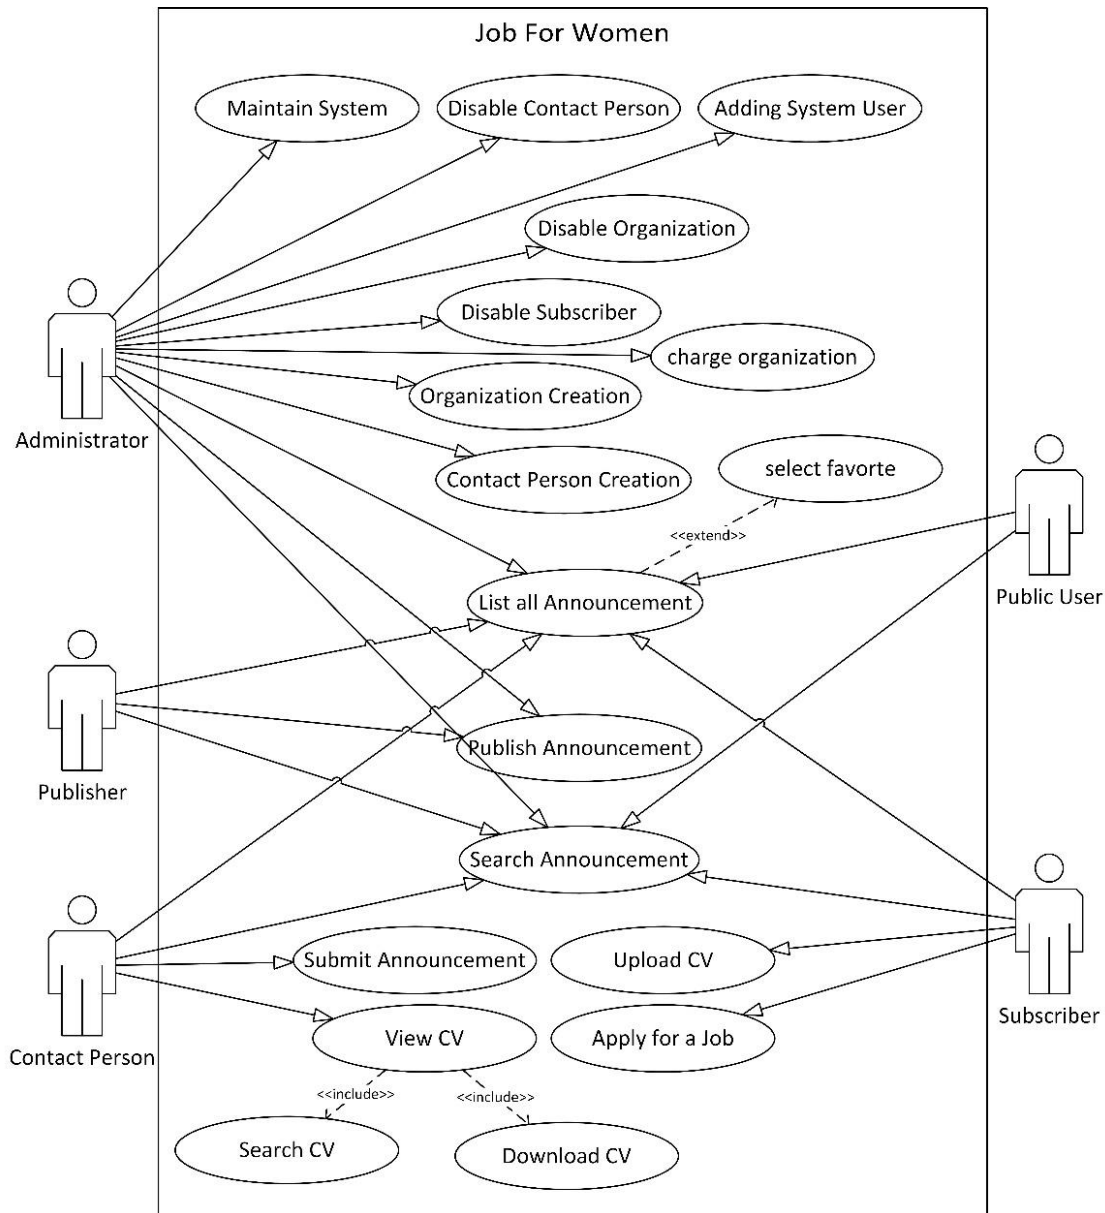 Job For Women
Maintain System
Disable Contact Person
Adding System User
Disable Organization
Disable Subscriber
charge organization
Organization Creation
Administrator
Contact Person Creation
select favorte
<<extend>>
List all Announcement
Public User
Publish Announcement
Publisher
Search Announcement
Submit Announcement
Upload CV
Subscriber
View CV
Apply for a Job
Contact Person
<<include>>
<<include>>
Search CV
Download CV